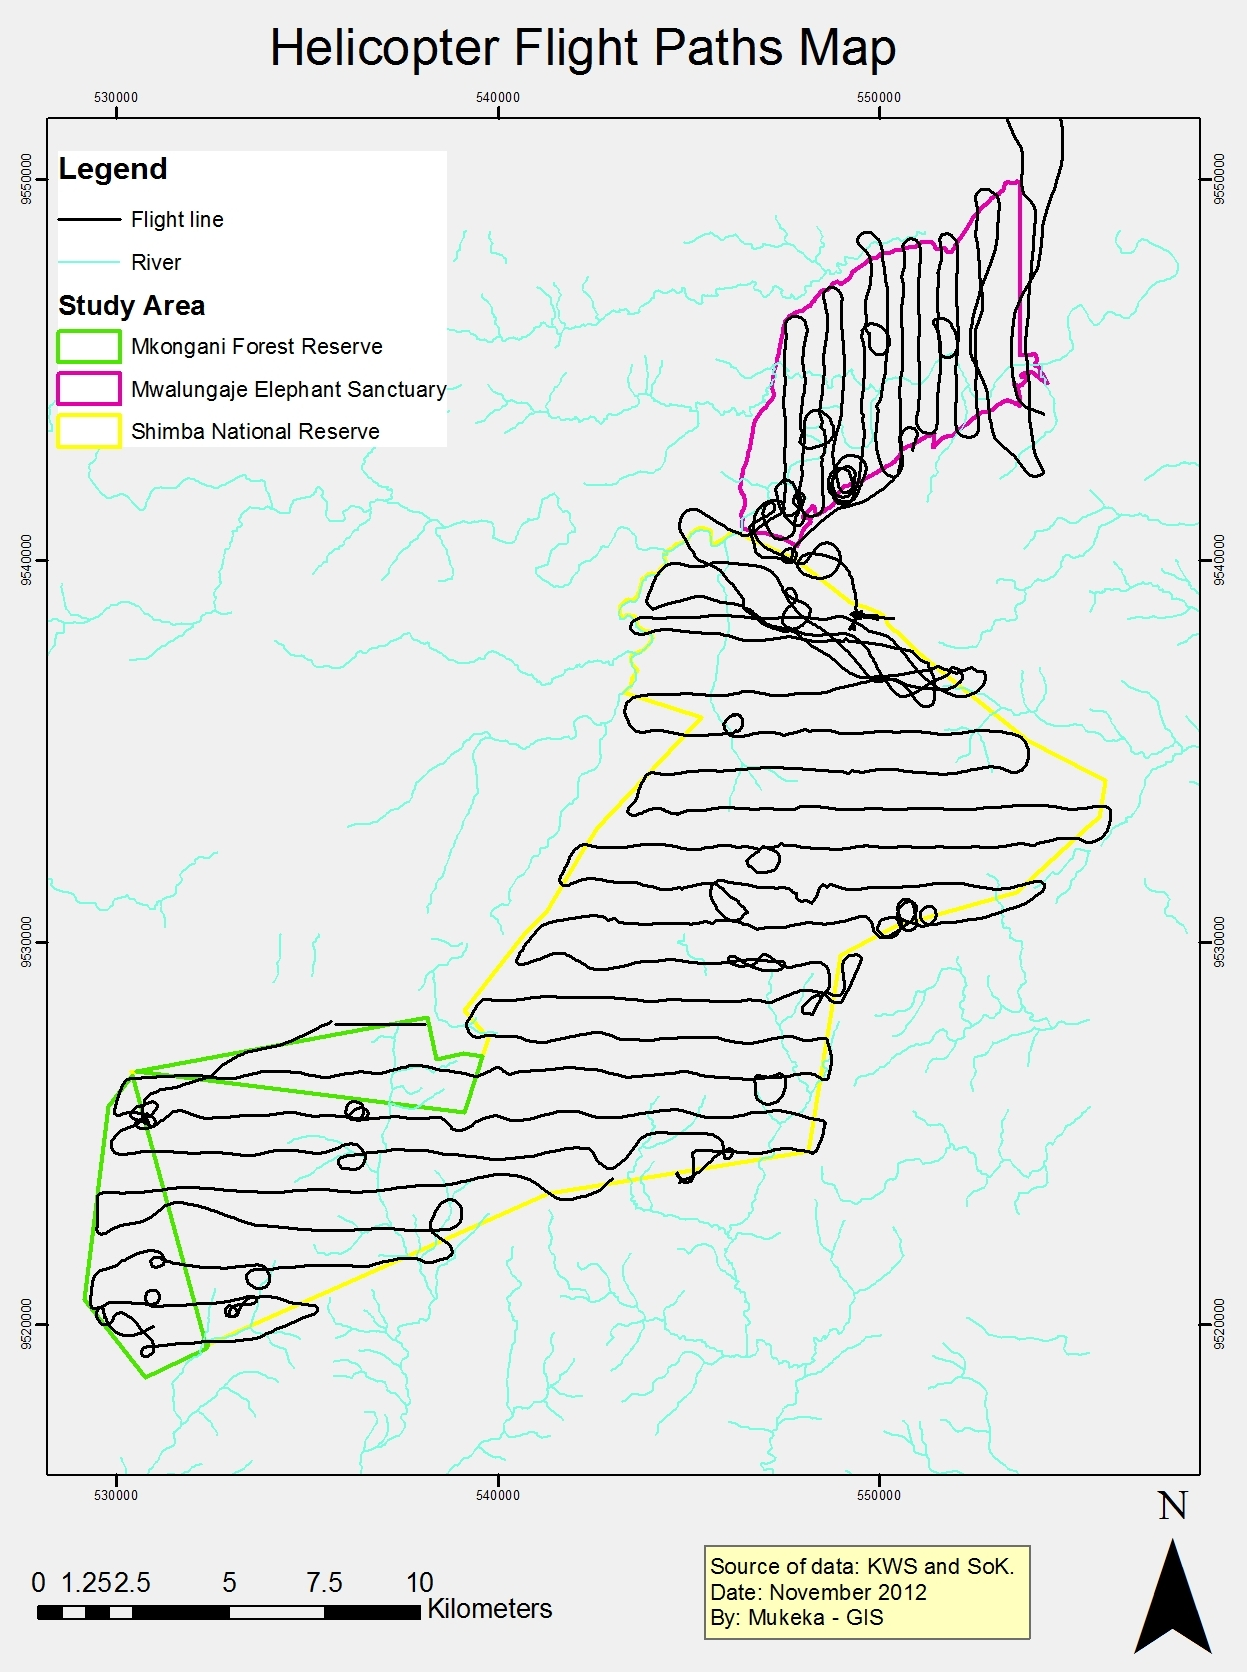 Helicopter Flight Paths Map
530000
540000
550000
9550000
9550000
Legend
Flight line
River
Study Area
Mkongani Forest Reserve
Mwalungaje Elephant Sanctuary
Shimba National Reserve
9540000
9540000
9530000
9530000
9520000
9520000
530000
540000
550000
N
0 1.25 2.5 5 7.5 10
Kilometers
Source of data: KWS and SoK.
Date: November 2012
By: Mukeka - GIS